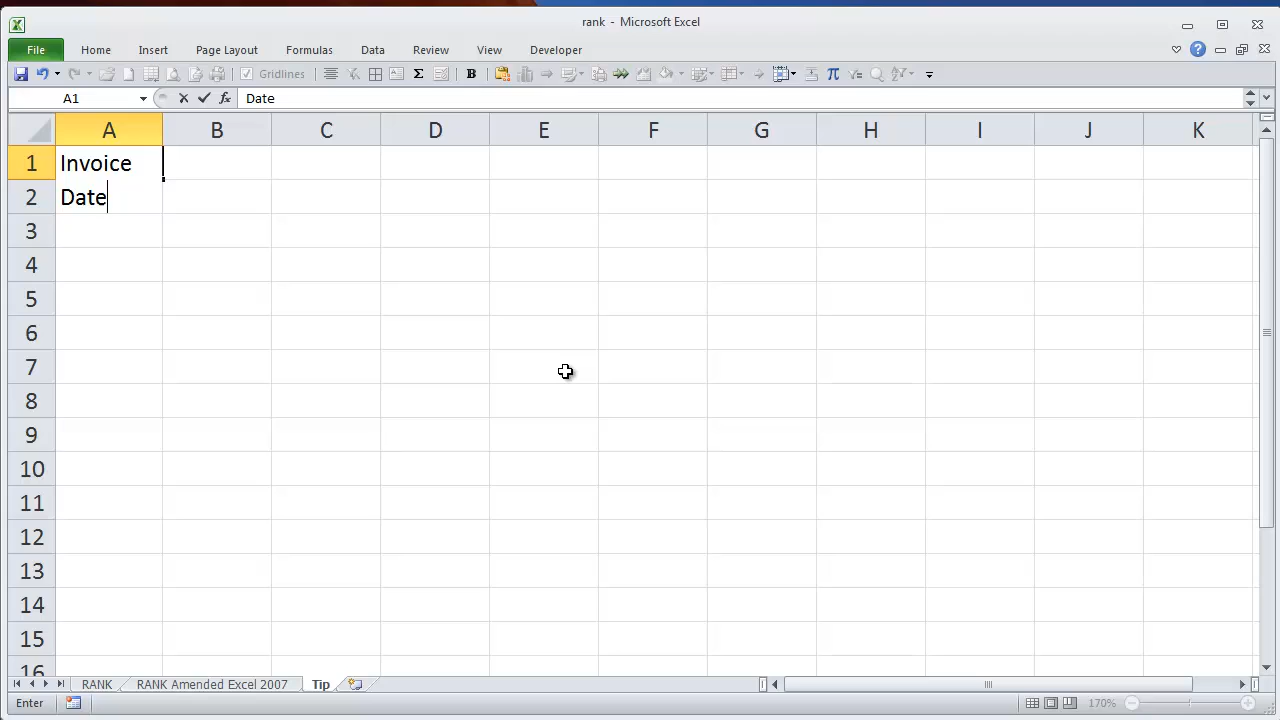 rank - Microsoft Excel
File Home Insert Page Layout Formulas Data Review View Developer
Gridlines Σ B π
A1 fx Date
A B C D E F G H I J K
1 Invoice
2 Date
3
4
5
6
7
8
9
10
11
12
13
14
15
16
RANK RANK Amended Excel 2007 Tip
Enter 170%